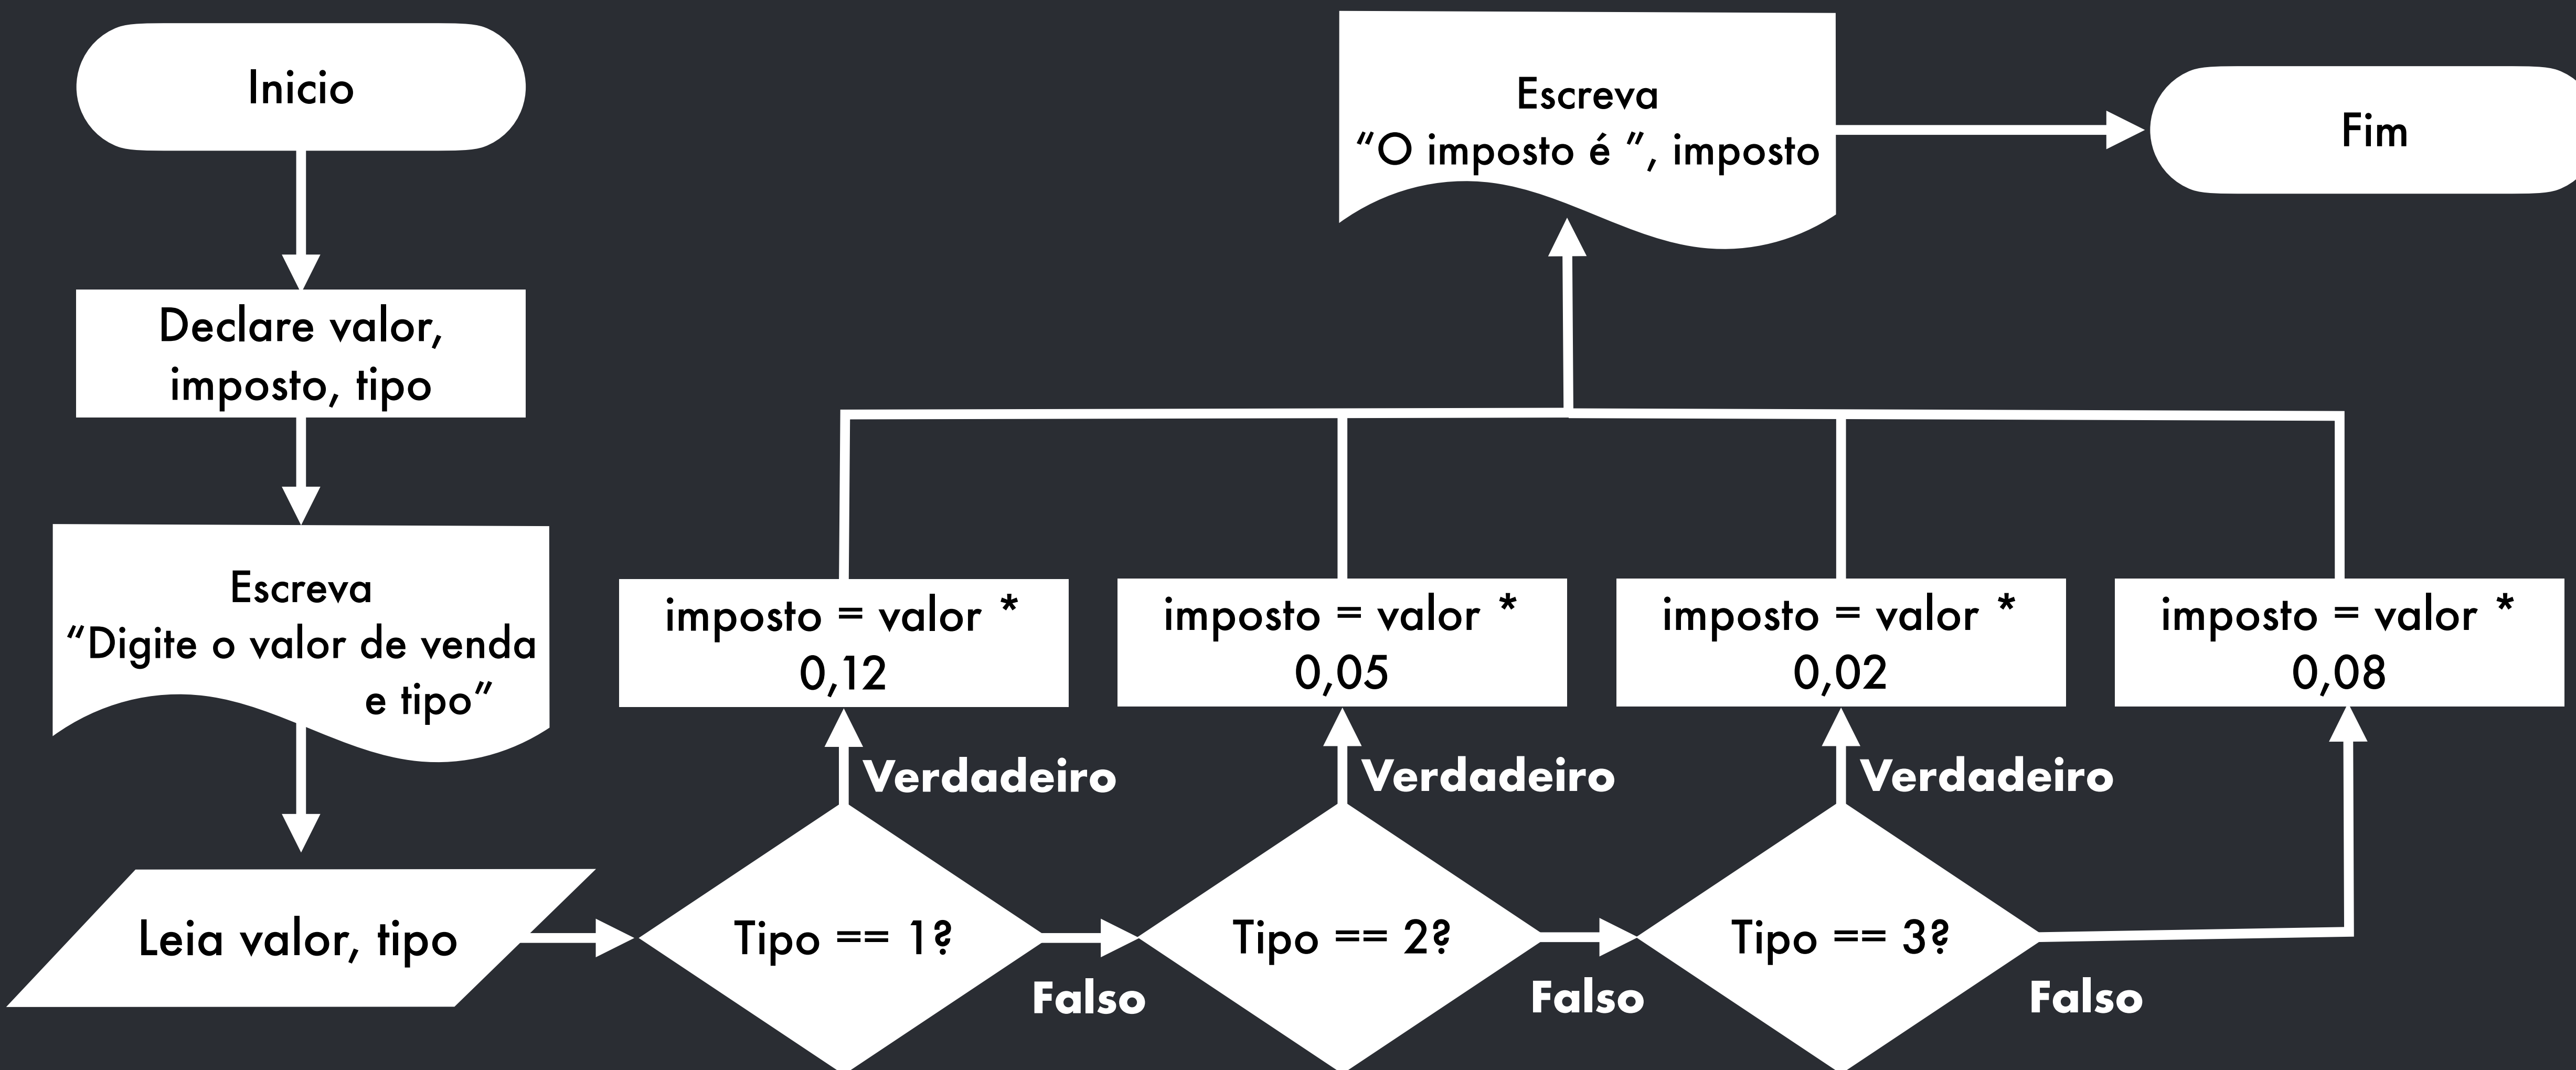 Inicio
Declare valor,
imposto, tipo
Escreva
“Digite o valor de venda
e tipo”
Leia valor, tipo
Tipo == 1?
Verdadeiro
imposto = valor *
0,12
Falso
Tipo == 2?
Verdadeiro
imposto = valor *
0,05
Falso
Tipo == 3?
Verdadeiro
imposto = valor *
0,02
Falso
imposto = valor *
0,08
Escreva
“O imposto é ”, imposto
Fim